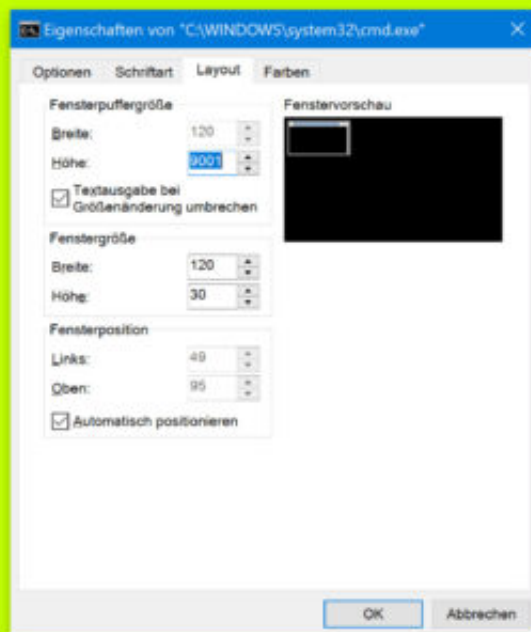 Eigenschaften von "C:\WINDOWS\system32\cmd.exe"
Optionen Schriftart Layout Farben
Fensterpuffergröße
Breite: 120
Höhe: 9001
Textausgabe bei
Größenänderung umbrechen
Fenstergröße
Breite: 120
Höhe: 30
Fensterposition
Links: 49
Oben: 95
Automatisch positionieren
Fenstervorschau
OK Abbrechen